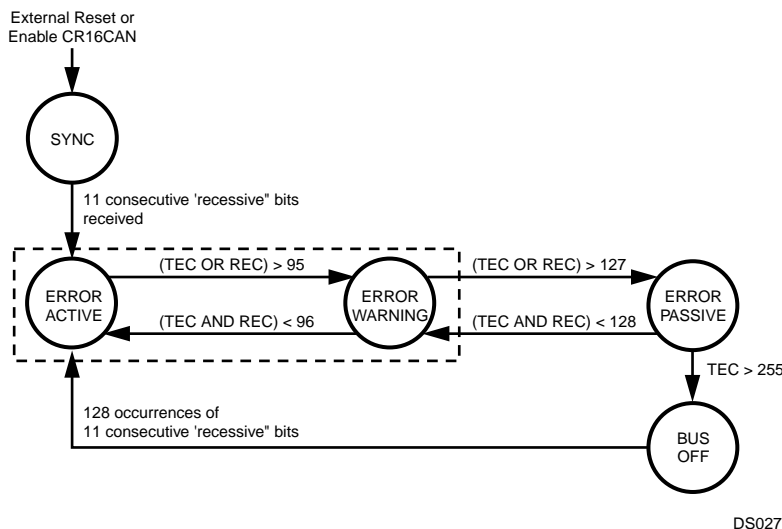 External Reset or
Enable CR16CAN
SYNC
11 consecutive 'recessive" bits
received
(TEC OR REC) > 95
(TEC OR REC) > 127
ERROR
ACTIVE
ERROR
WARNING
ERROR
PASSIVE
(TEC AND REC) < 96
(TEC AND REC) < 128
TEC > 255
128 occurrences of
11 consecutive 'recessive" bits
BUS
OFF
DS027